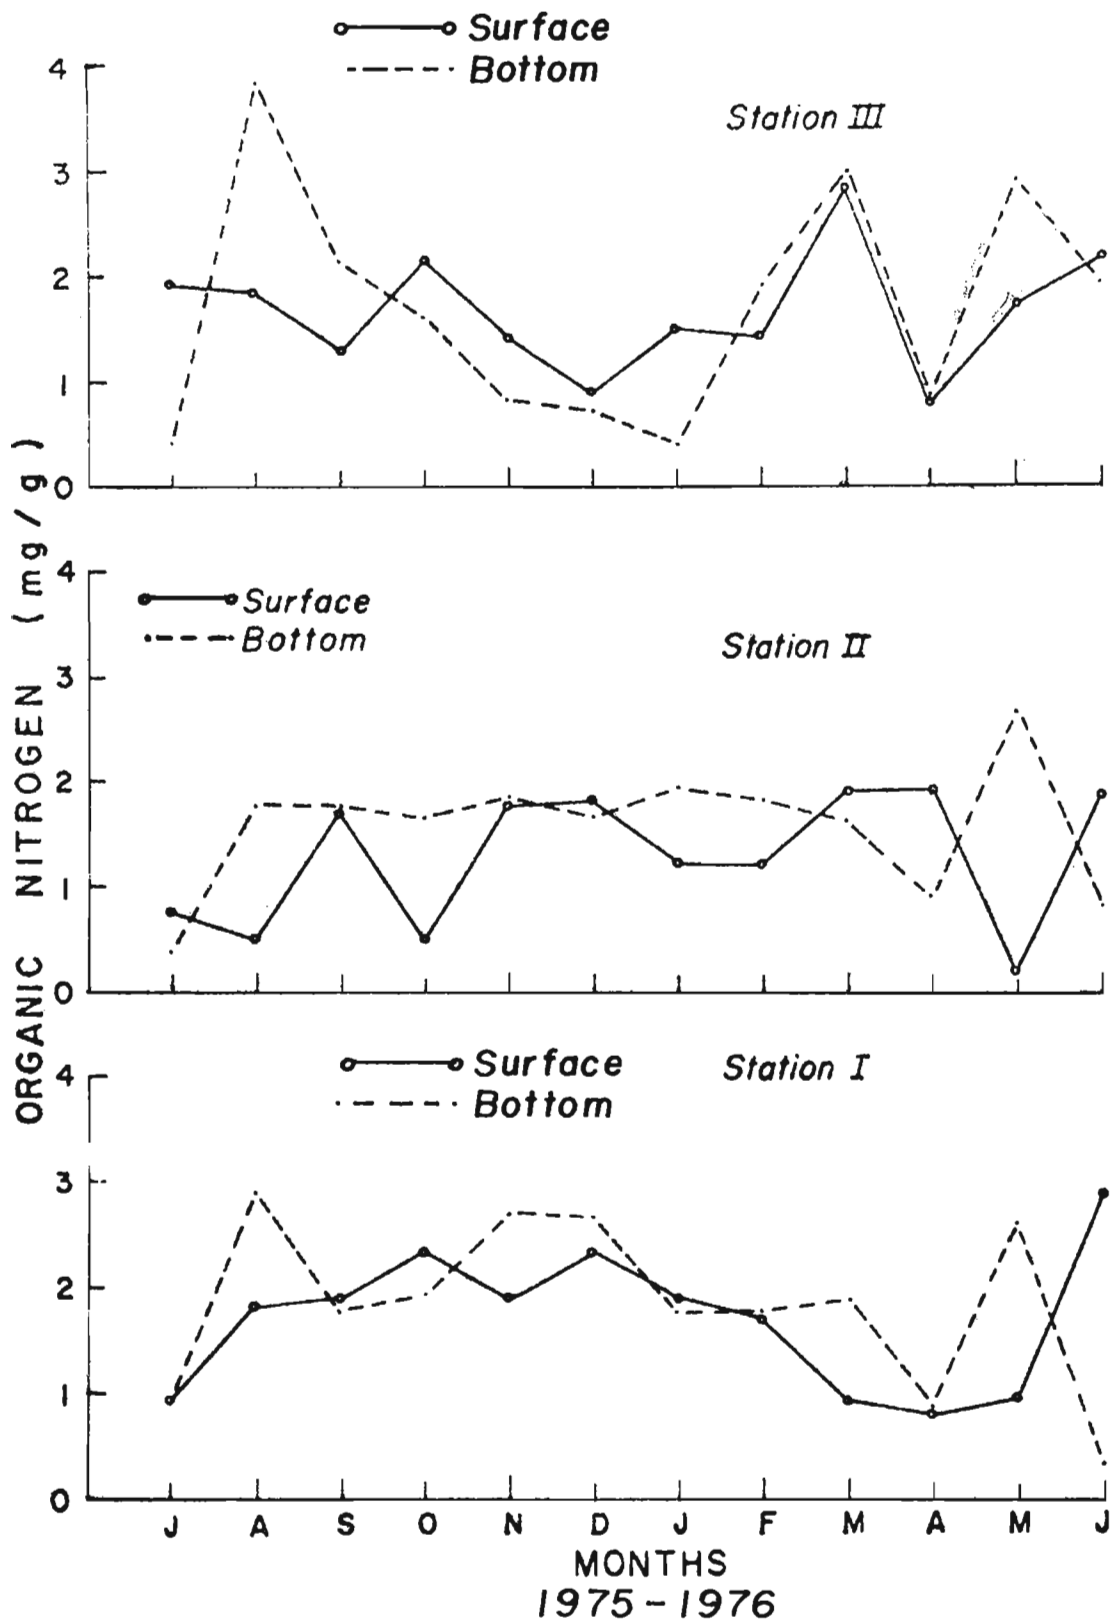 Surface
Bottom
Station III
4
3
2
1
0
ORGANIC NITROGEN (mg/g)
4
Surface
Bottom
Station II
3
2
1
0
Surface
Bottom
Station I
4
3
2
1
0
J A S O N D J F M A M J
MONTHS
1975-1976